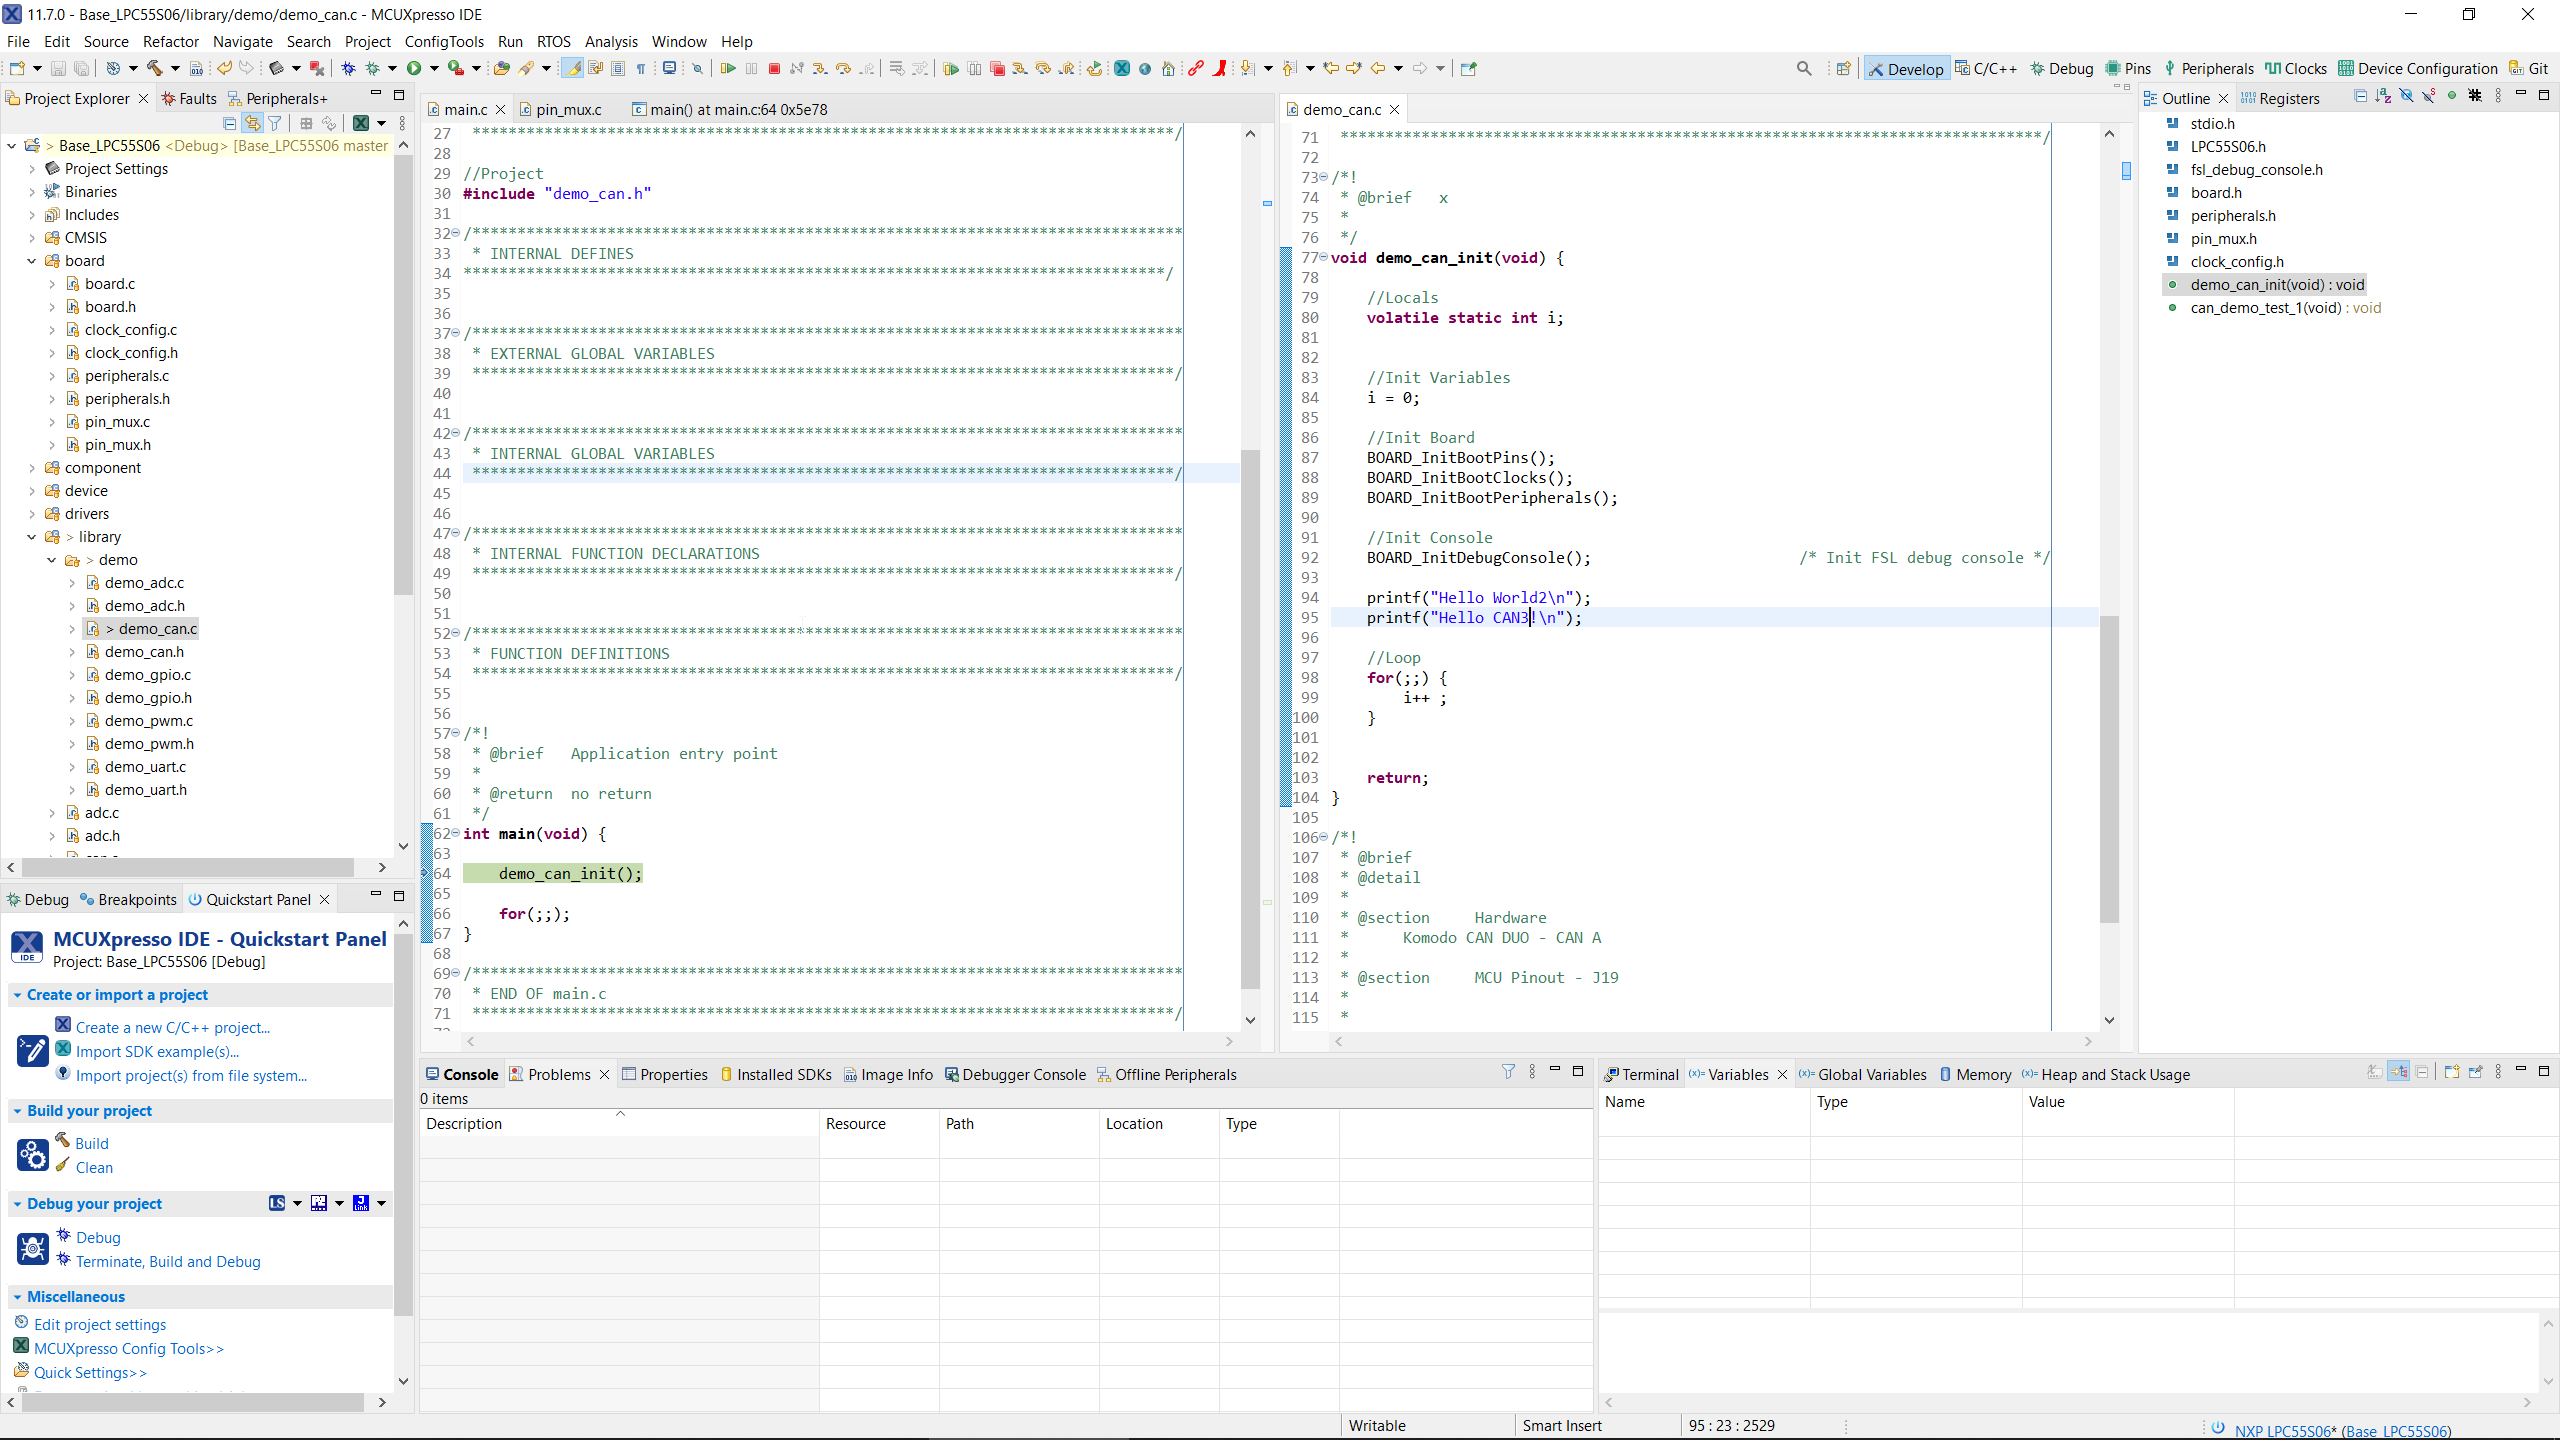 11.7.0 - Base_LPC55S06/library/demo/demo_can.c - MCUXpresso IDE
File Edit Source Refactor Navigate Search Project ConfigTools Run RTOS Analysis Window Help
Develop C/C++ Debug Pins Peripherals Clocks Device Configuration Git
Project Explorer Faults Peripherals+
> Base_LPC55S06 <Debug> [Base_LPC55S06 master
Project Settings
Binaries
Includes
CMSIS
board
board.c
board.h
clock_config.c
clock_config.h
peripherals.c
peripherals.h
pin_mux.c
pin_mux.h
component
device
drivers
> library
> demo
demo_adc.c
demo_adc.h
> demo_can.c
demo_can.h
demo_gpio.c
demo_gpio.h
demo_pwm.c
demo_pwm.h
demo_uart.c
demo_uart.h
adc.c
adc.h
Debug Breakpoints Quickstart Panel
IDE
MCUXpresso IDE - Quickstart Panel
Project: Base_LPC55S06 [Debug]
Create or import a project
Create a new C/C++ project...
Import SDK example(s)...
Import project(s) from file system...
Build your project
Build
Clean
Debug your project
LS
Debug
Terminate, Build and Debug
Miscellaneous
Edit project settings
MCUXpresso Config Tools>>
Quick Settings>>
main.c pin_mux.c main() at main.c:64 0x5e78
27 ******************************************************************************/
28
29 //Project
30 #include "demo_can.h"
31
32 /*******************************************************************************
33 * INTERNAL DEFINES
34 ******************************************************************************/
35
36
37 /*******************************************************************************
38 * EXTERNAL GLOBAL VARIABLES
39 ******************************************************************************/
40
41
42 /*******************************************************************************
43 * INTERNAL GLOBAL VARIABLES
44 ******************************************************************************/
45
46
47 /*******************************************************************************
48 * INTERNAL FUNCTION DECLARATIONS
49 ******************************************************************************/
50
51
52 /*******************************************************************************
53 * FUNCTION DEFINITIONS
54 ******************************************************************************/
55
56
57 /*!
58 * @brief Application entry point
59 *
60 * @return no return
61 */
62 int main(void) {
63
64 demo_can_init();
65
66 for(;;);
67 }
68
69 /*******************************************************************************
70 * END OF main.c
71 ******************************************************************************/
demo_can.c
71 ******************************************************************************/
72
73 /*!
74 * @brief x
75 *
76 */
77 void demo_can_init(void) {
78
79 //Locals
80 volatile static int i;
81
82
83 //Init Variables
84 i = 0;
85
86 //Init Board
87 BOARD_InitBootPins();
88 BOARD_InitBootClocks();
89 BOARD_InitBootPeripherals();
90
91 //Init Console
92 BOARD_InitDebugConsole(); /* Init FSL debug console */
93
94 printf("Hello World2\n");
95 printf("Hello CAN3!\n");
96
97 //Loop
98 for(;;) {
99 i++ ;
100 }
101
102
103 return;
104 }
105
106 /*!
107 * @brief
108 * @detail
109 *
110 * @section Hardware
111 * Komodo CAN DUO - CAN A
112 *
113 * @section MCU Pinout - J19
114 *
115 *
Outline Registers
stdio.h
LPC55S06.h
fsl_debug_console.h
board.h
peripherals.h
pin_mux.h
clock_config.h
demo_can_init(void) : void
can_demo_test_1(void) : void
Console Problems Properties Installed SDKs Image Info Debugger Console Offline Peripherals
0 items
Description Resource Path Location Type
Terminal Variables Global Variables Memory Heap and Stack Usage
Name Type Value
Writable Smart Insert 95 : 23 : 2529
NXP LPC55S06* (Base_LPC55S06)